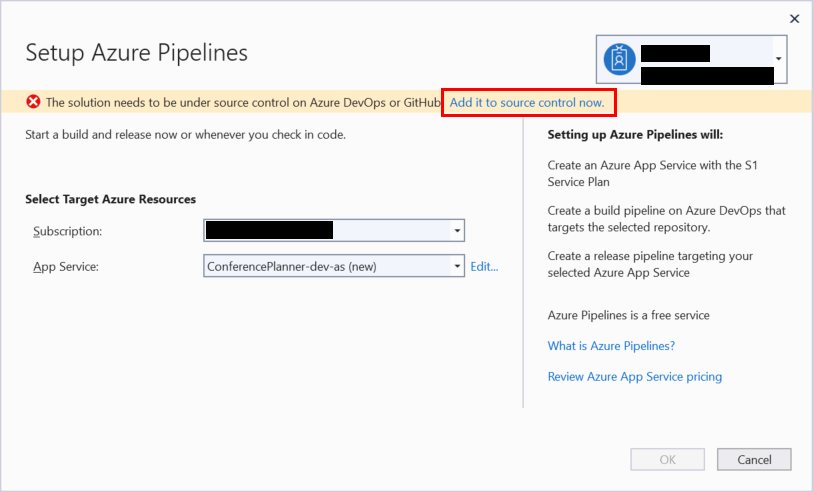 Setup Azure Pipelines
The solution needs to be under source control on Azure DevOps or GitHub Add it to source control now.
Start a build and release now or whenever you check in code.
Select Target Azure Resources
Subscription:
App Service:
ConferencePlanner-dev-as (new)
Edit...
Setting up Azure Pipelines will:
Create an Azure App Service with the S1
Service Plan
Create a build pipeline on Azure DevOps that
targets the selected repository.
Create a release pipeline targeting your
selected Azure App Service
Azure Pipelines is a free service
What is Azure Pipelines?
Review Azure App Service pricing
OK
Cancel